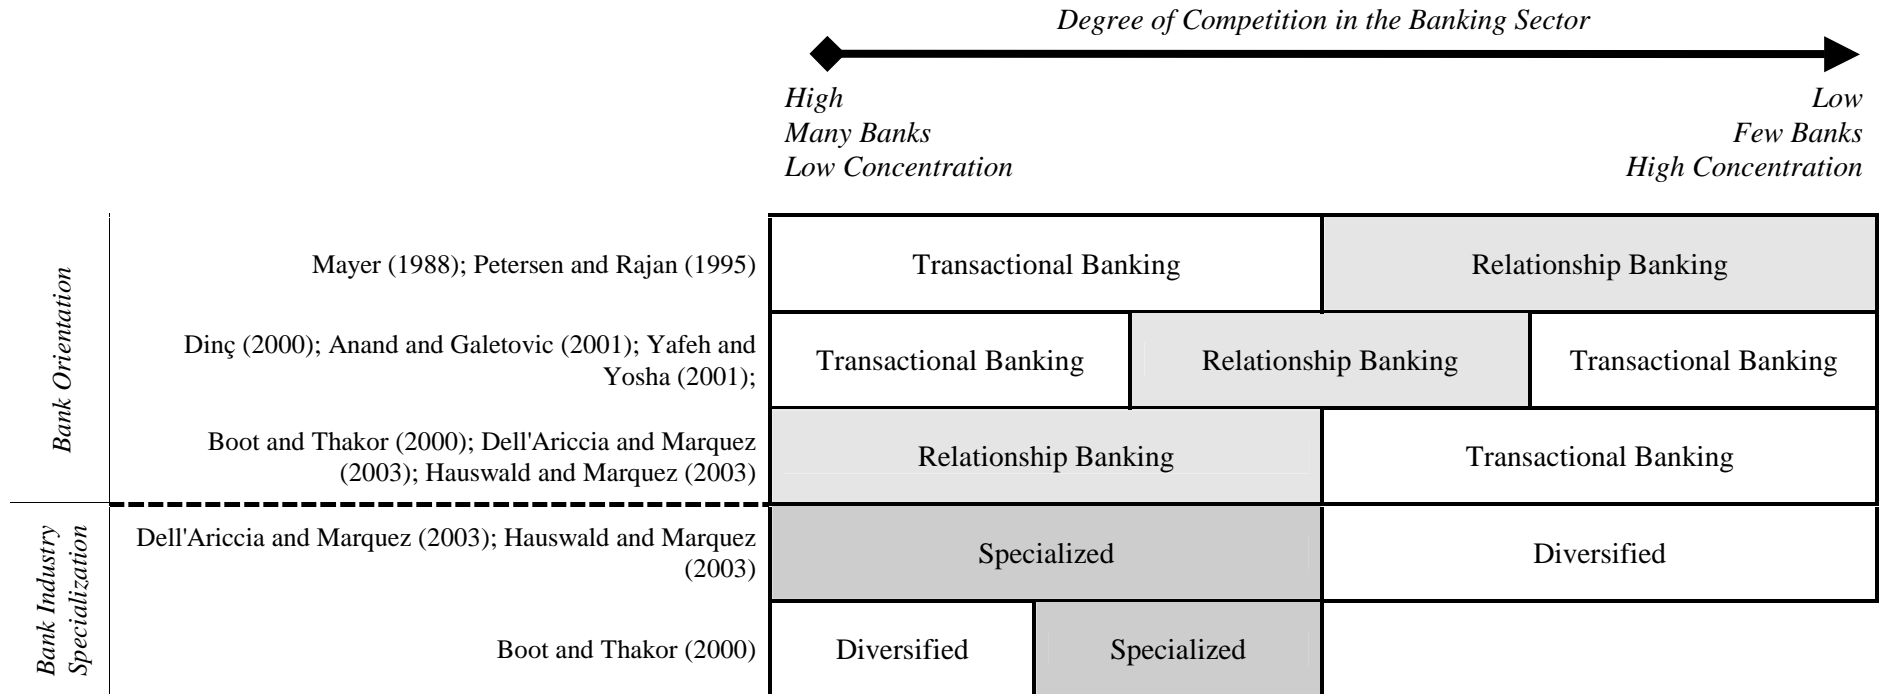 Degree of Competition in the Banking Sector
High
Low
Many Banks
Few Banks
Low Concentration
High Concentration
Bank Orientation
Mayer (1988); Petersen and Rajan (1995)
Transactional Banking
Relationship Banking
Dinç (2000); Anand and Galetovic (2001); Yafeh and
Yosha (2001);
Transactional Banking
Relationship Banking
Transactional Banking
Boot and Thakor (2000); Dell'Ariccia and Marquez
(2003); Hauswald and Marquez (2003)
Relationship Banking
Transactional Banking
Bank Industry
Specialization
Dell'Ariccia and Marquez (2003); Hauswald and Marquez
(2003)
Specialized
Diversified
Boot and Thakor (2000)
Diversified
Specialized